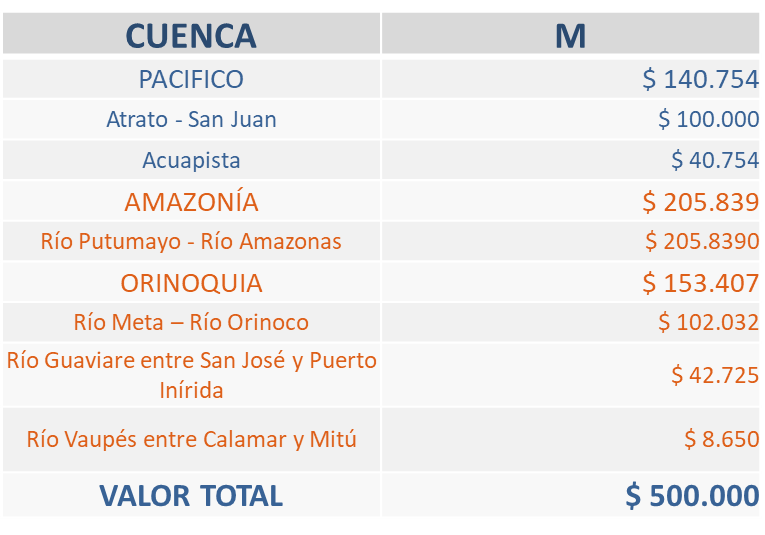 CUENCA M
PACIFICO $ 140.754
Atrato - San Juan $ 100.000
Acuapista $ 40.754
AMAZONÍA $ 205.839
Río Putumayo - Río Amazonas $ 205.8390
ORINOQUIA $ 153.407
Río Meta – Río Orinoco $ 102.032
Río Guaviare entre San José y Puerto
Inírida $ 42.725
Río Vaupés entre Calamar y Mitú $ 8.650
VALOR TOTAL $ 500.000